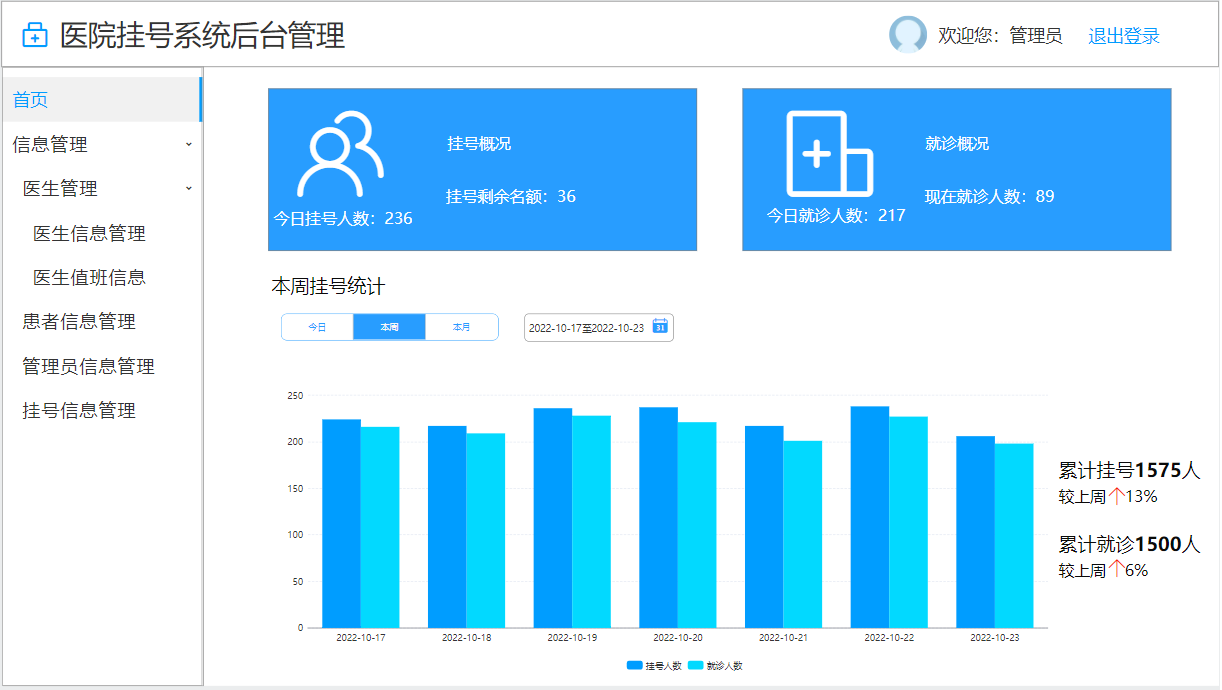 医院挂号系统后台管理
欢迎您：管理员 退出登录
首页
信息管理
医生管理
医生信息管理
医生值班信息
患者信息管理
管理员信息管理
挂号信息管理
挂号概况
挂号剩余名额：36
今日挂号人数：236
就诊概况
现在就诊人数：89
今日就诊人数：217
本周挂号统计
今日 本周 本月 2022-10-17至2022-10-23 31
250
200
150
100
50
0
2022-10-17 2022-10-18 2022-10-19 2022-10-20 2022-10-21 2022-10-22 2022-10-23
挂号人数 就诊人数
累计挂号1575人
较上周↑13%
累计就诊1500人
较上周↑6%